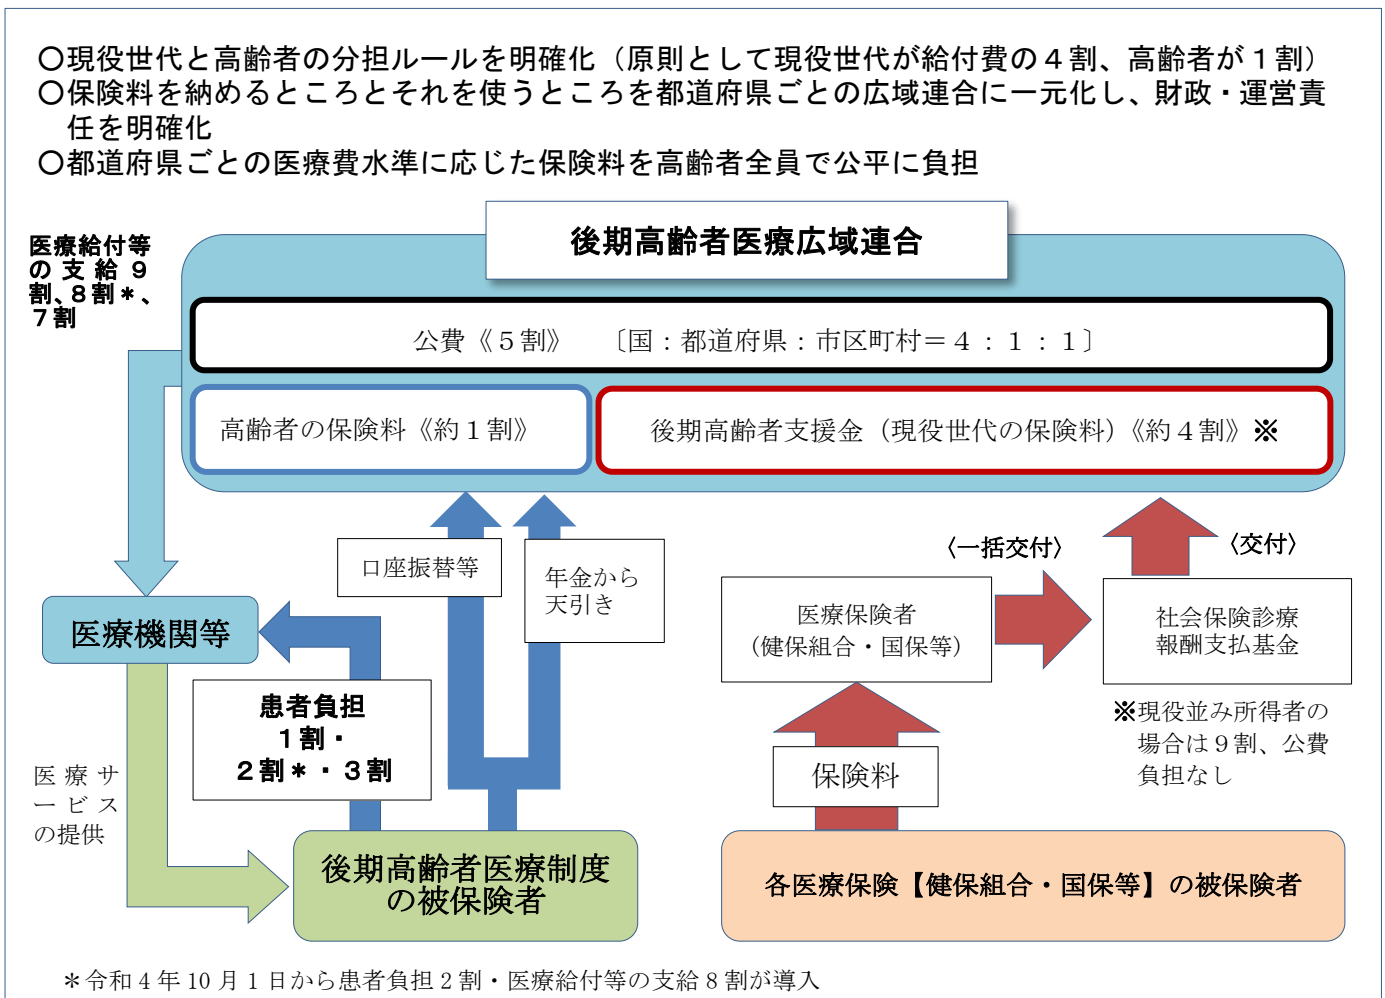 〇現役世代と高齢者の分担ルールを明確化（原則として現役世代が給付費の４割、高齢者が１割）
〇保険料を納めるところとそれを使うところを都道府県ごとの広域連合に一元化し、財政・運営責
任を明確化
〇都道府県ごとの医療費水準に応じた保険料を高齢者全員で公平に負担
後期高齢者医療広域連合
医療給付等
の支給９
割、８割＊、
７割
公費《５割》　〔国：都道府県：市区町村＝４：１：１〕
高齢者の保険料《約１割》
後期高齢者支援金（現役世代の保険料）《約４割》※
口座振替等
年金から
天引き
〈一括交付〉
〈交付〉
医療機関等
医療保険者
（健保組合・国保等）
社会保険診療
報酬支払基金
患者負担
１割・
２割＊・３割
※現役並み所得者の
場合は９割、公費
負担なし
保険料
医療サ
ービス
の提供
後期高齢者医療制度
の被保険者
各医療保険【健保組合・国保等】の被保険者
＊令和４年10月１日から患者負担２割・医療給付等の支給８割が導入